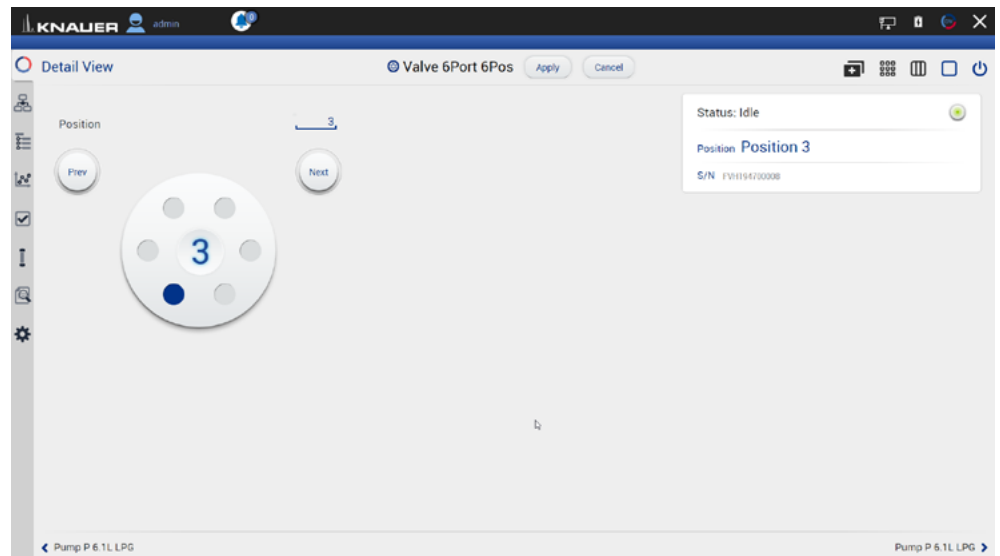 KNAUER admin 0
Detail View Valve 6Port 6Pos Apply Cancel
Status: Idle
Position 3
Position Position 3
Prev Next
S/N
3
Pump P 6.1L LPG Pump P 6.1L LPG